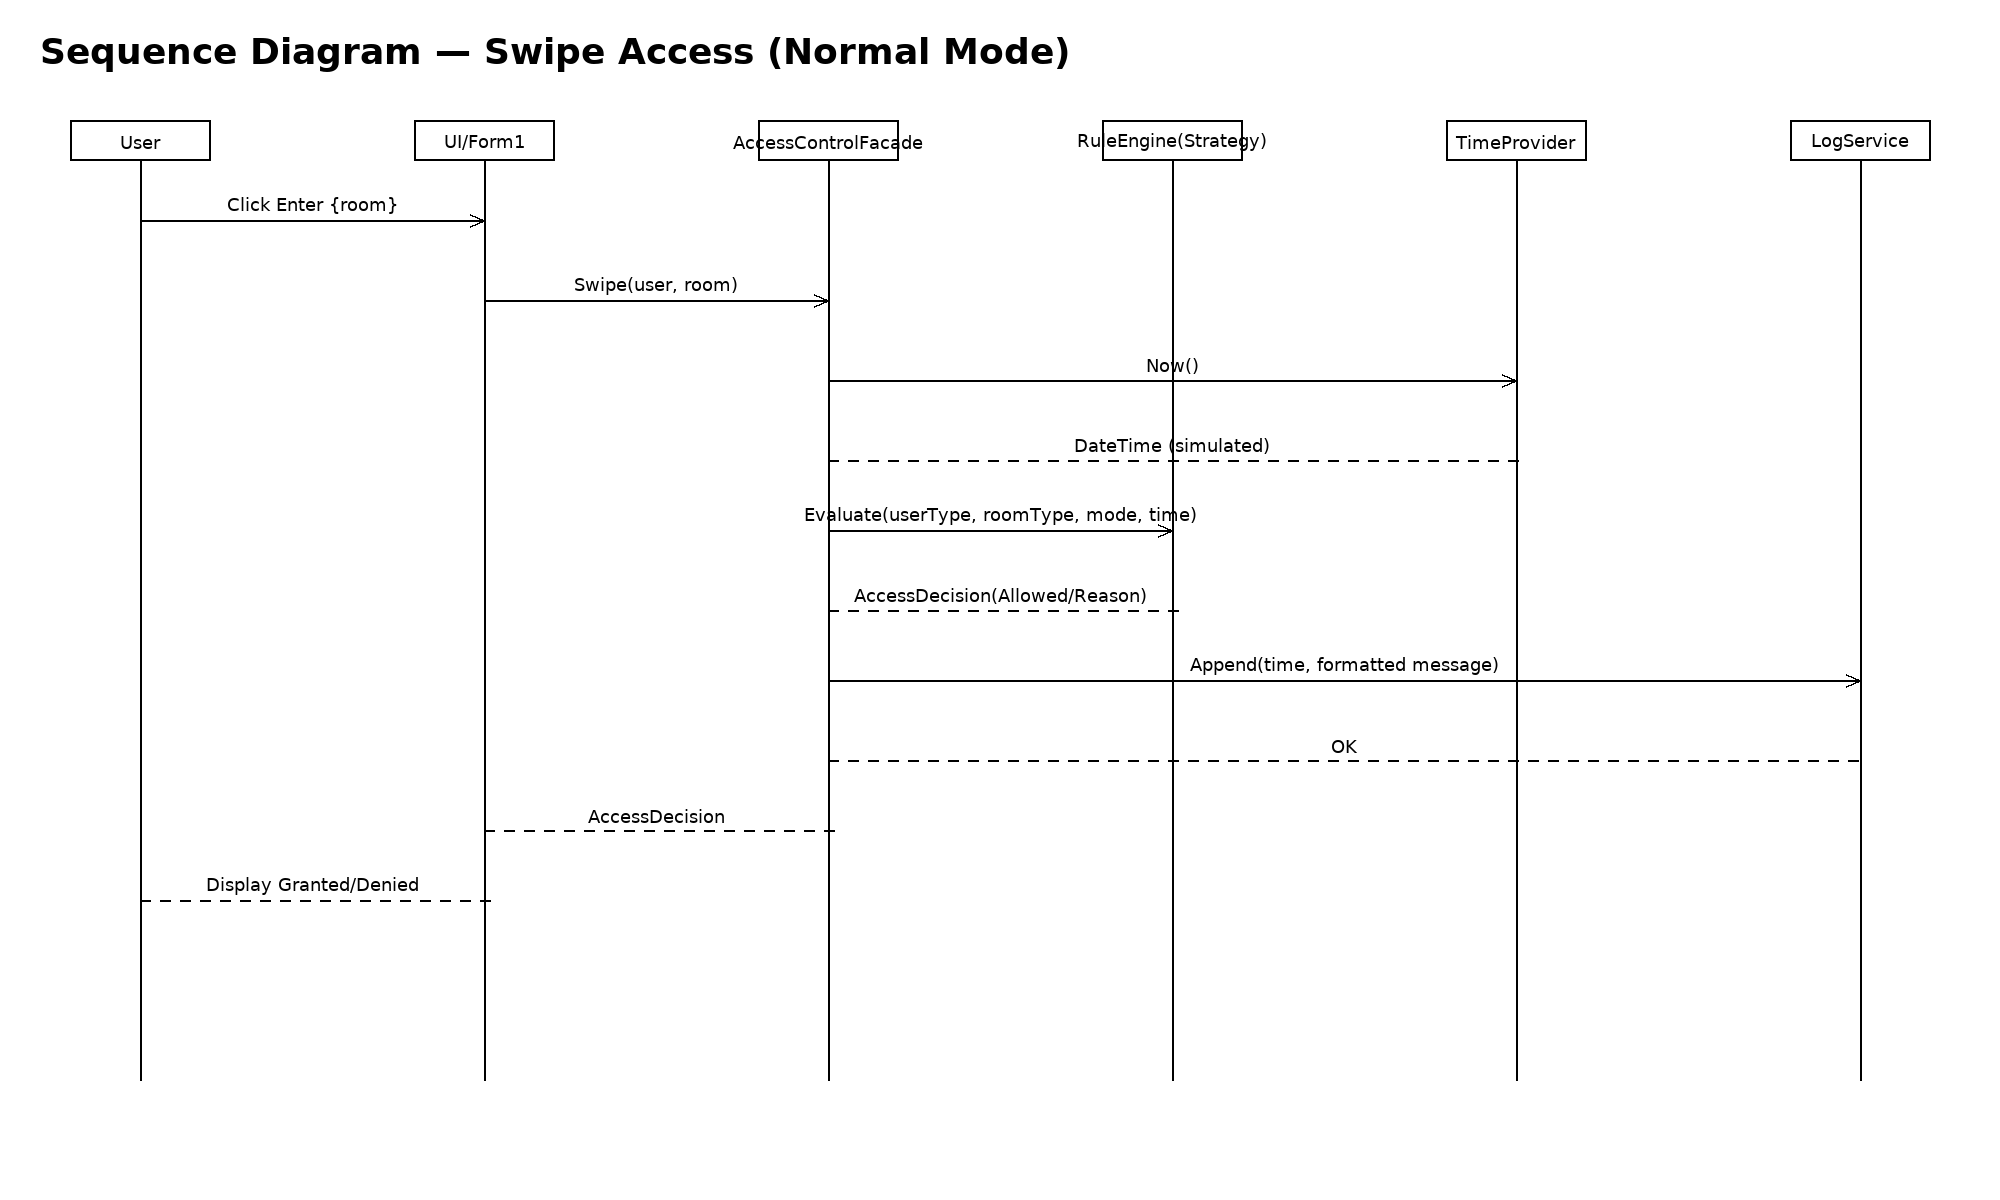 Sequence Diagram — Swipe Access (Normal Mode)
User
UI/Form1
AccessControlFacade
RuleEngine(Strategy)
TimeProvider
LogService
Click Enter {room}
Swipe(user, room)
Now()
DateTime (simulated)
Evaluate(userType, roomType, mode, time)
AccessDecision(Allowed/Reason)
Append(time, formatted message)
OK
AccessDecision
Display Granted/Denied